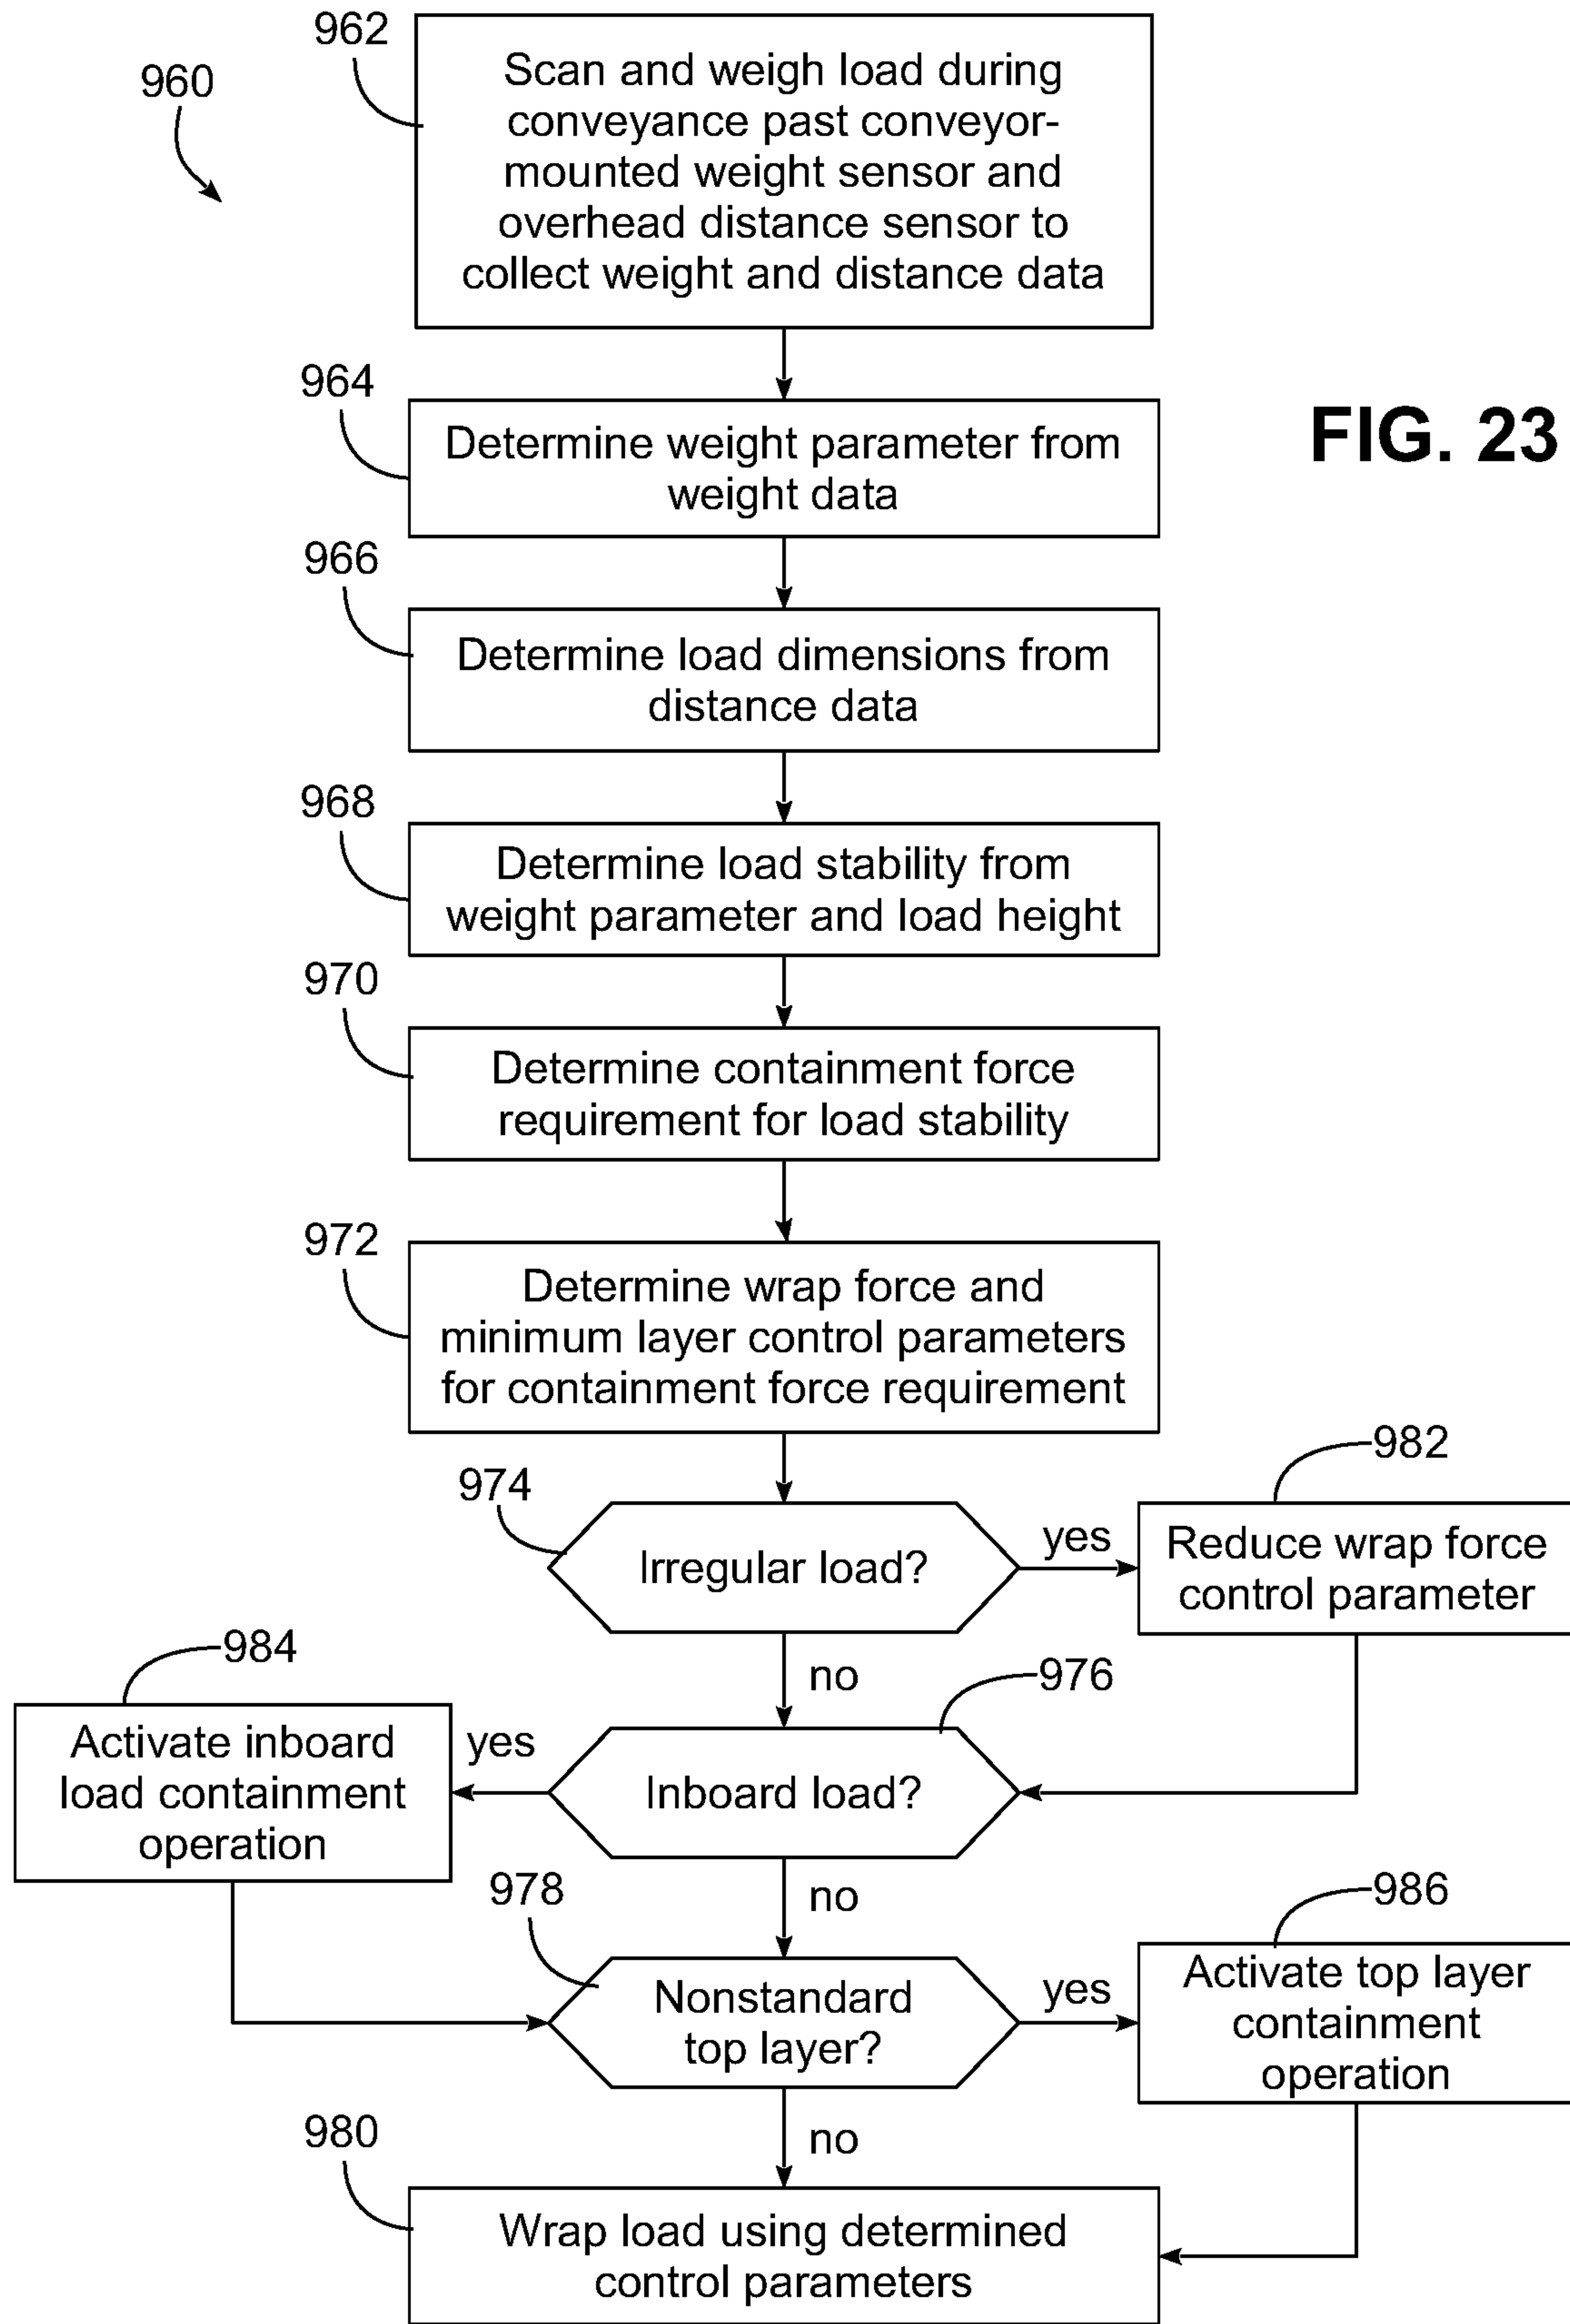 962
960
Scan and weigh load during
conveyance past conveyor-
mounted weight sensor and
overhead distance sensor to
collect weight and distance data
964
FIG. 23
Determine weight parameter from
weight data
966
Determine load dimensions from
distance data
968
Determine load stability from
weight parameter and load height
970
Determine containment force
requirement for load stability
972
Determine wrap force and
minimum layer control parameters
for containment force requirement
974
Irregular load?
yes
982
Reduce wrap force
control parameter
no
984
976
Activate inboard
load containment
operation
yes
Inboard load?
no
978
986
Nonstandard
top layer?
yes
Activate top layer
containment
operation
no
980
Wrap load using determined
control parameters